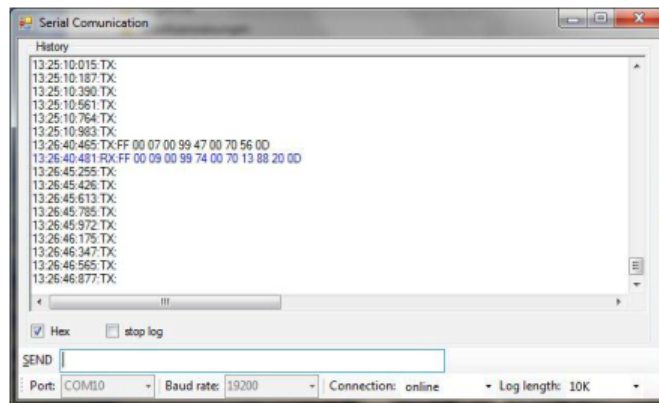 Serial Comunication
History
13:25:10:015:TX:
13:25:10:187:TX:
13:25:10:390:TX:
13:25:10:561:TX:
13:25:10:764:TX:
13:25:10:983:TX:
13:26:40:465:TX:FF 00 07 00 99 47 00 70 56 0D
13:26:40:481:RX:FF 00 09 00 99 74 00 70 13 88 20 0D
13:26:45:255:TX:
13:26:45:426:TX:
13:26:45:613:TX:
13:26:45:785:TX:
13:26:45:972:TX:
13:26:46:175:TX:
13:26:46:347:TX:
13:26:46:565:TX:
13:26:46:877:TX:
Hex stop log
SEND
Port: COM10 Baud rate: 19200 Connection: online Log length: 10K